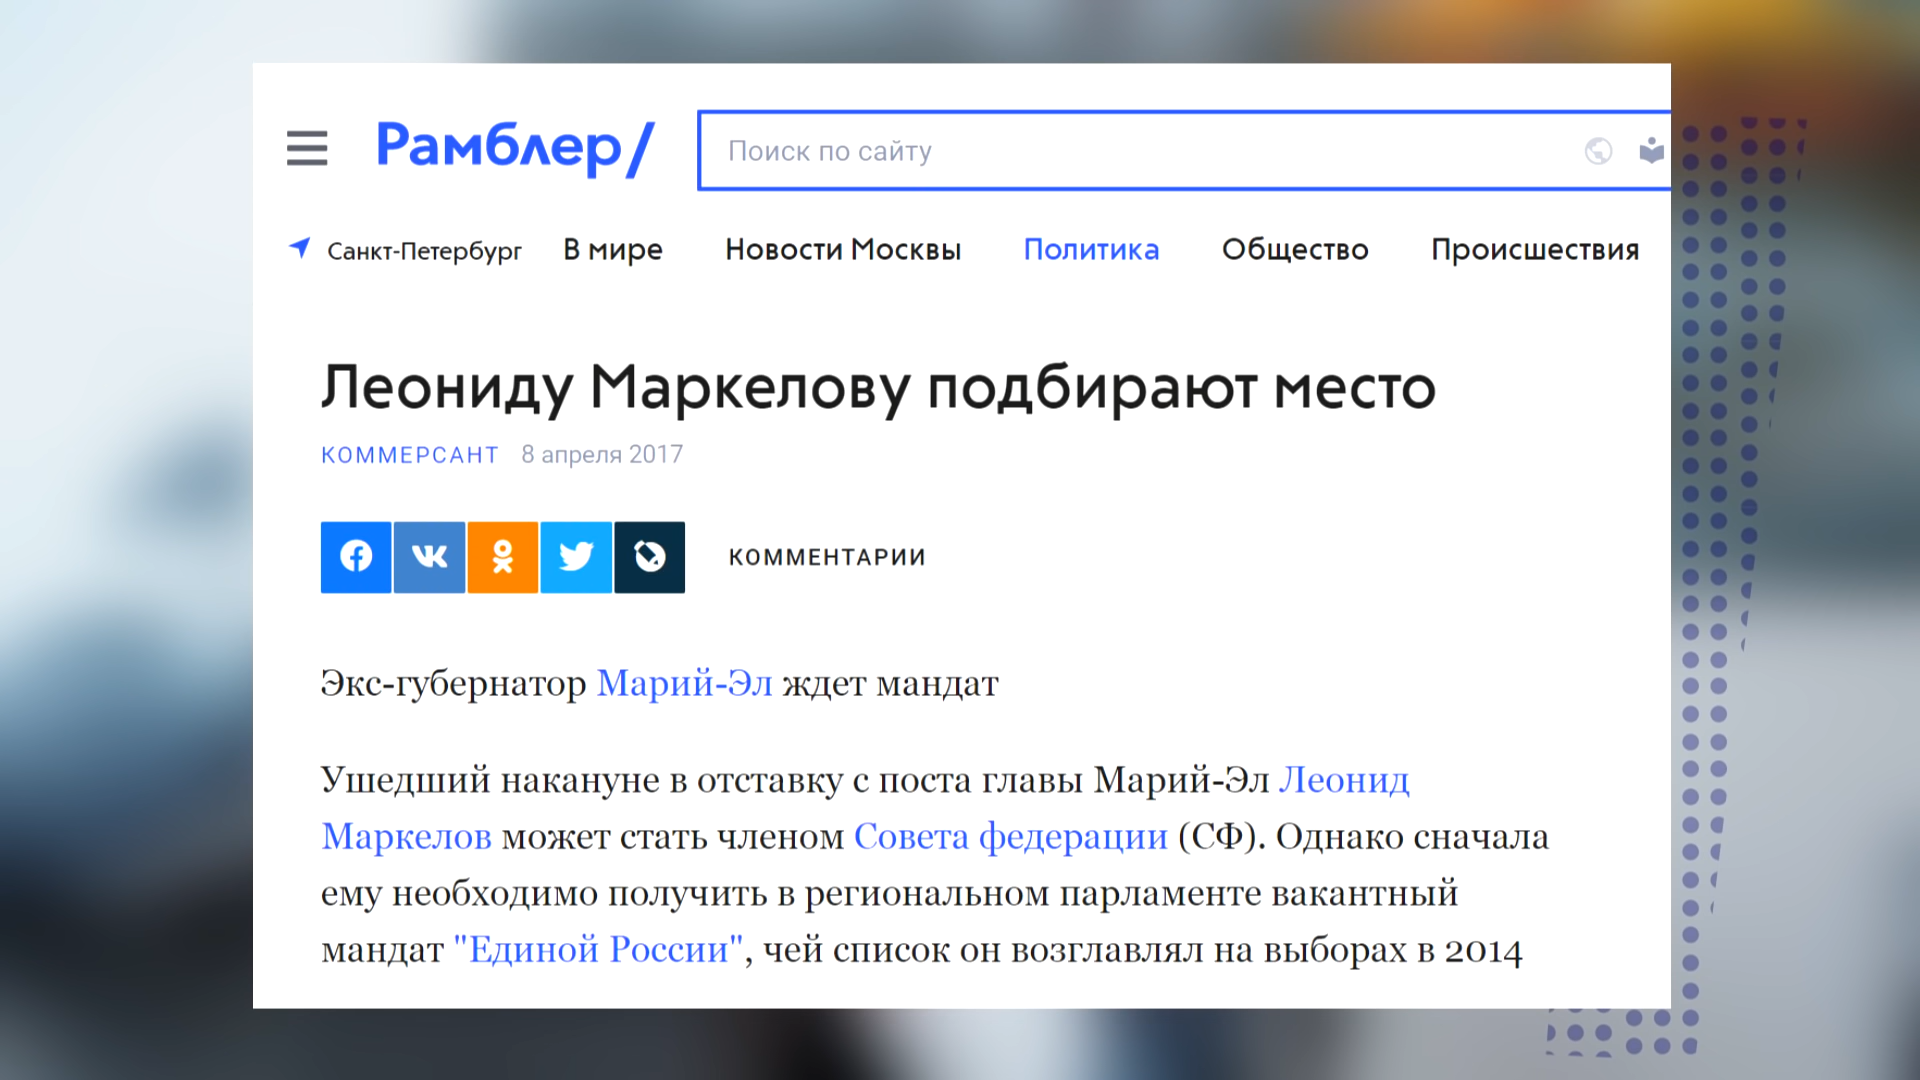 Рамблер/
Поиск по сайту
Санкт-Петербург В мире Новости Москвы Политика Общество Происшествия
Леониду Маркелову подбирают место
КОММЕРСАНТ 8 апреля 2017
КОММЕНТАРИИ
Экс-губернатор Марий-Эл ждет мандат
Ушедший накануне в отставку с поста главы Марий-Эл Леонид
Маркелов может стать членом Совета федерации (СФ). Однако сначала
ему необходимо получить в региональном парламенте вакантный
мандат "Единой России", чей список он возглавлял на выборах в 2014